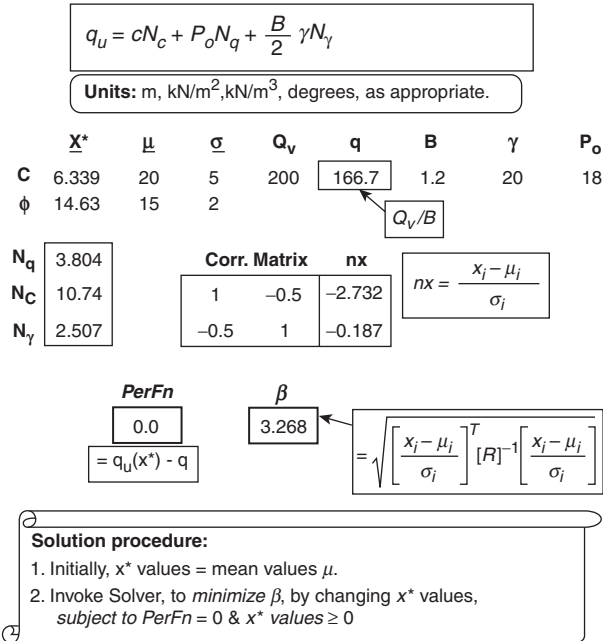 q_u = cN_c + P_oN_q + B/2 γN_γ
Units: m, kN/m²,kN/m³, degrees, as appropriate.
X* μ σ Q_v q B γ P_o
C 6.339 20 5 200 166.7 1.2 20 18
ϕ 14.63 15 2
Q_v/B
N_q 3.804
N_C 10.74
N_γ 2.507
Corr. Matrix nx
1 –0.5 –2.732
–0.5 1 –0.187
nx = (x_i – μ_i)/σ_i
PerFn
0.0
= q_u(x*) - q
β
3.268
= √([(x_i – μ_i)/σ_i]^T [R]^–1 [(x_i – μ_i)/σ_i])
Solution procedure:
1. Initially, x* values = mean values μ.
2. Invoke Solver, to minimize β, by changing x* values,
subject to PerFn = 0 & x* values ≥ 0